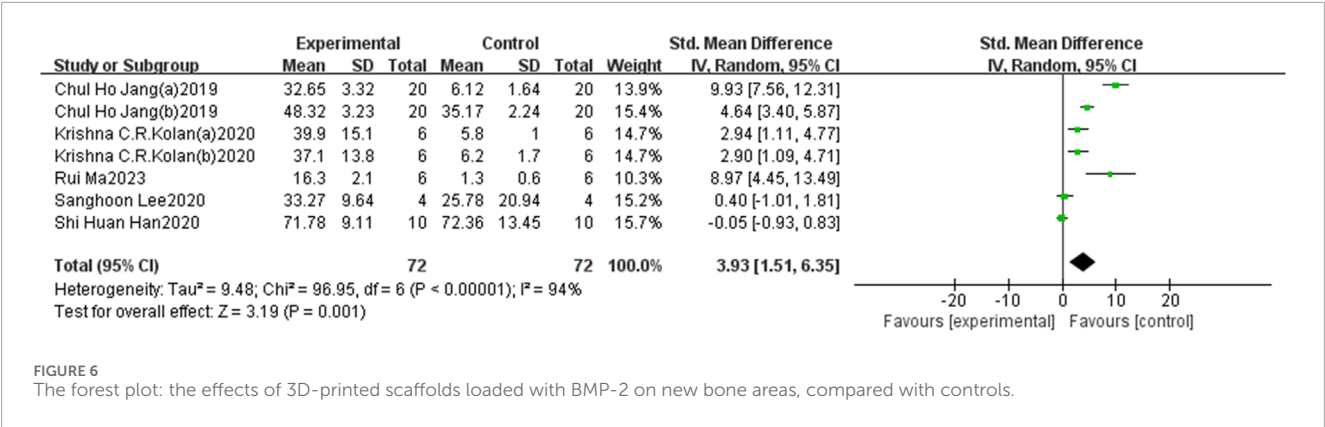 Experimental Control Std. Mean Difference Std. Mean Difference
Study or Subgroup Mean SD Total Mean SD Total Weight IV, Random, 95% CI IV, Random, 95% CI
Chul Ho Jang(a)2019 32.65 3.32 20 6.12 1.64 20 13.9% 9.93 [7.56, 12.31]
Chul Ho Jang(b)2019 48.32 3.23 20 35.17 2.24 20 15.4% 4.64 [3.40, 5.87]
Krishna C.R.Kolan(a)2020 39.9 15.1 6 5.8 1 6 14.7% 2.94 [1.11, 4.77]
Krishna C.R.Kolan(b)2020 37.1 13.8 6 6.2 1.7 6 14.7% 2.90 [1.09, 4.71]
Rui Ma2023 16.3 2.1 6 1.3 0.6 6 10.3% 8.97 [4.45, 13.49]
Sanghoon Lee2020 33.27 9.64 4 25.78 20.94 4 15.2% 0.40 [-1.01, 1.81]
Shi Huan Han2020 71.78 9.11 10 72.36 13.45 10 15.7% -0.05 [-0.93, 0.83]
Total (95% CI) 72 72 100.0% 3.93 [1.51, 6.35]
Heterogeneity: Tau² = 9.48; Chi² = 96.95, df = 6 (P < 0.00001); I² = 94%
Test for overall effect: Z = 3.19 (P = 0.001)
-20 -10 0 10 20
Favours [experimental] Favours [control]
FIGURE 6
The forest plot: the effects of 3D-printed scaffolds loaded with BMP-2 on new bone areas, compared with controls.